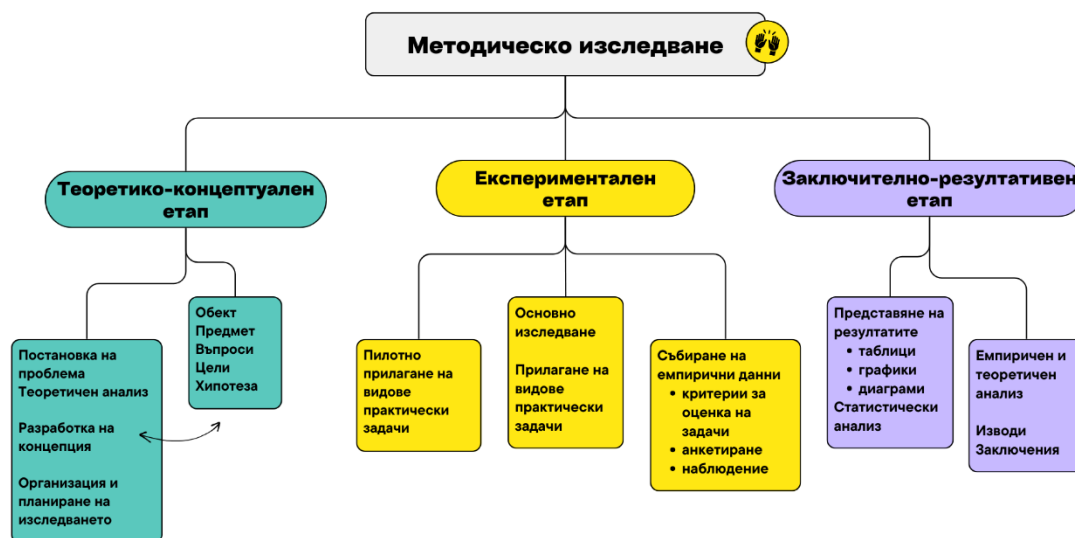 Методическо изследване
Теоретико-концептуален
етап
Постановка на
проблема
Теоретичен анализ
Разработка на
концепция
Организация и
планиране на
изследването
Обект
Предмет
Въпроси
Цели
Хипотеза
Експериментален
етап
Пилотно
прилагане на
видове
практически
задачи
Основно
изследване
Прилагане на
видове
практически
задачи
Събиране на
емпирични данни
• критерии за
оценка на
задачи
• анкетиране
• наблюдение
Заключително-резултативен
етап
Представяне на
резултатите
• таблици
• графики
• диаграми
Статистически
анализ
Емпиричен и
теоретичен
анализ
Изводи
Заключения